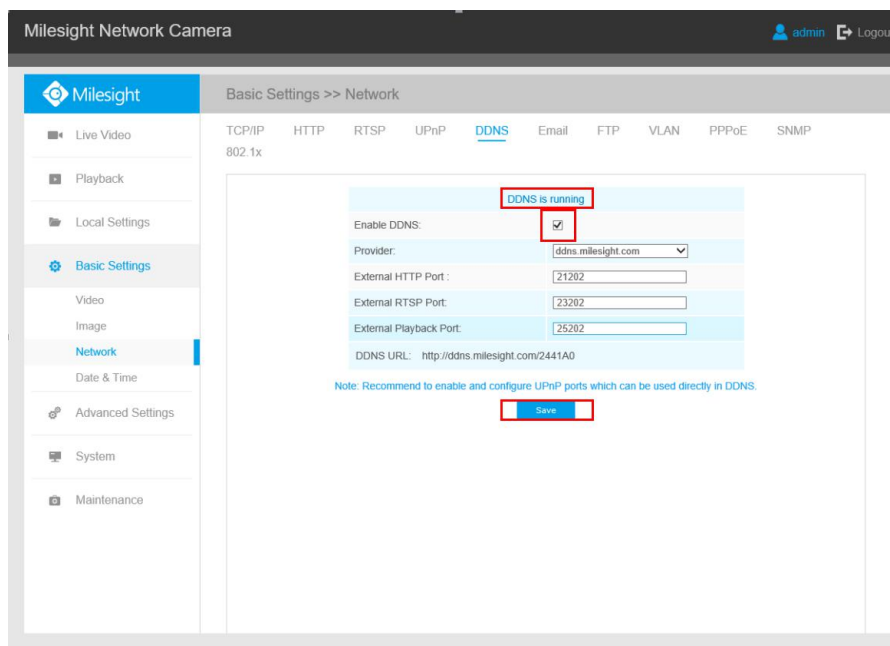 Milesight Network Camera
admin
Logou
Milesight
Basic Settings >> Network
Live Video
Playback
Local Settings
Basic Settings
Video
Image
Network
Date & Time
Advanced Settings
System
Maintenance
TCP/IP HTTP RTSP UPnP DDNS Email FTP VLAN PPPoE SNMP
802.1x
DDNS is running
Enable DDNS:
Provider: ddns.milesight.com
External HTTP Port : 21202
External RTSP Port: 23202
External Playback Port: 25202
DDNS URL: http://ddns.milesight.com/2441A0
Note: Recommend to enable and configure UPnP ports which can be used directly in DDNS.
Save